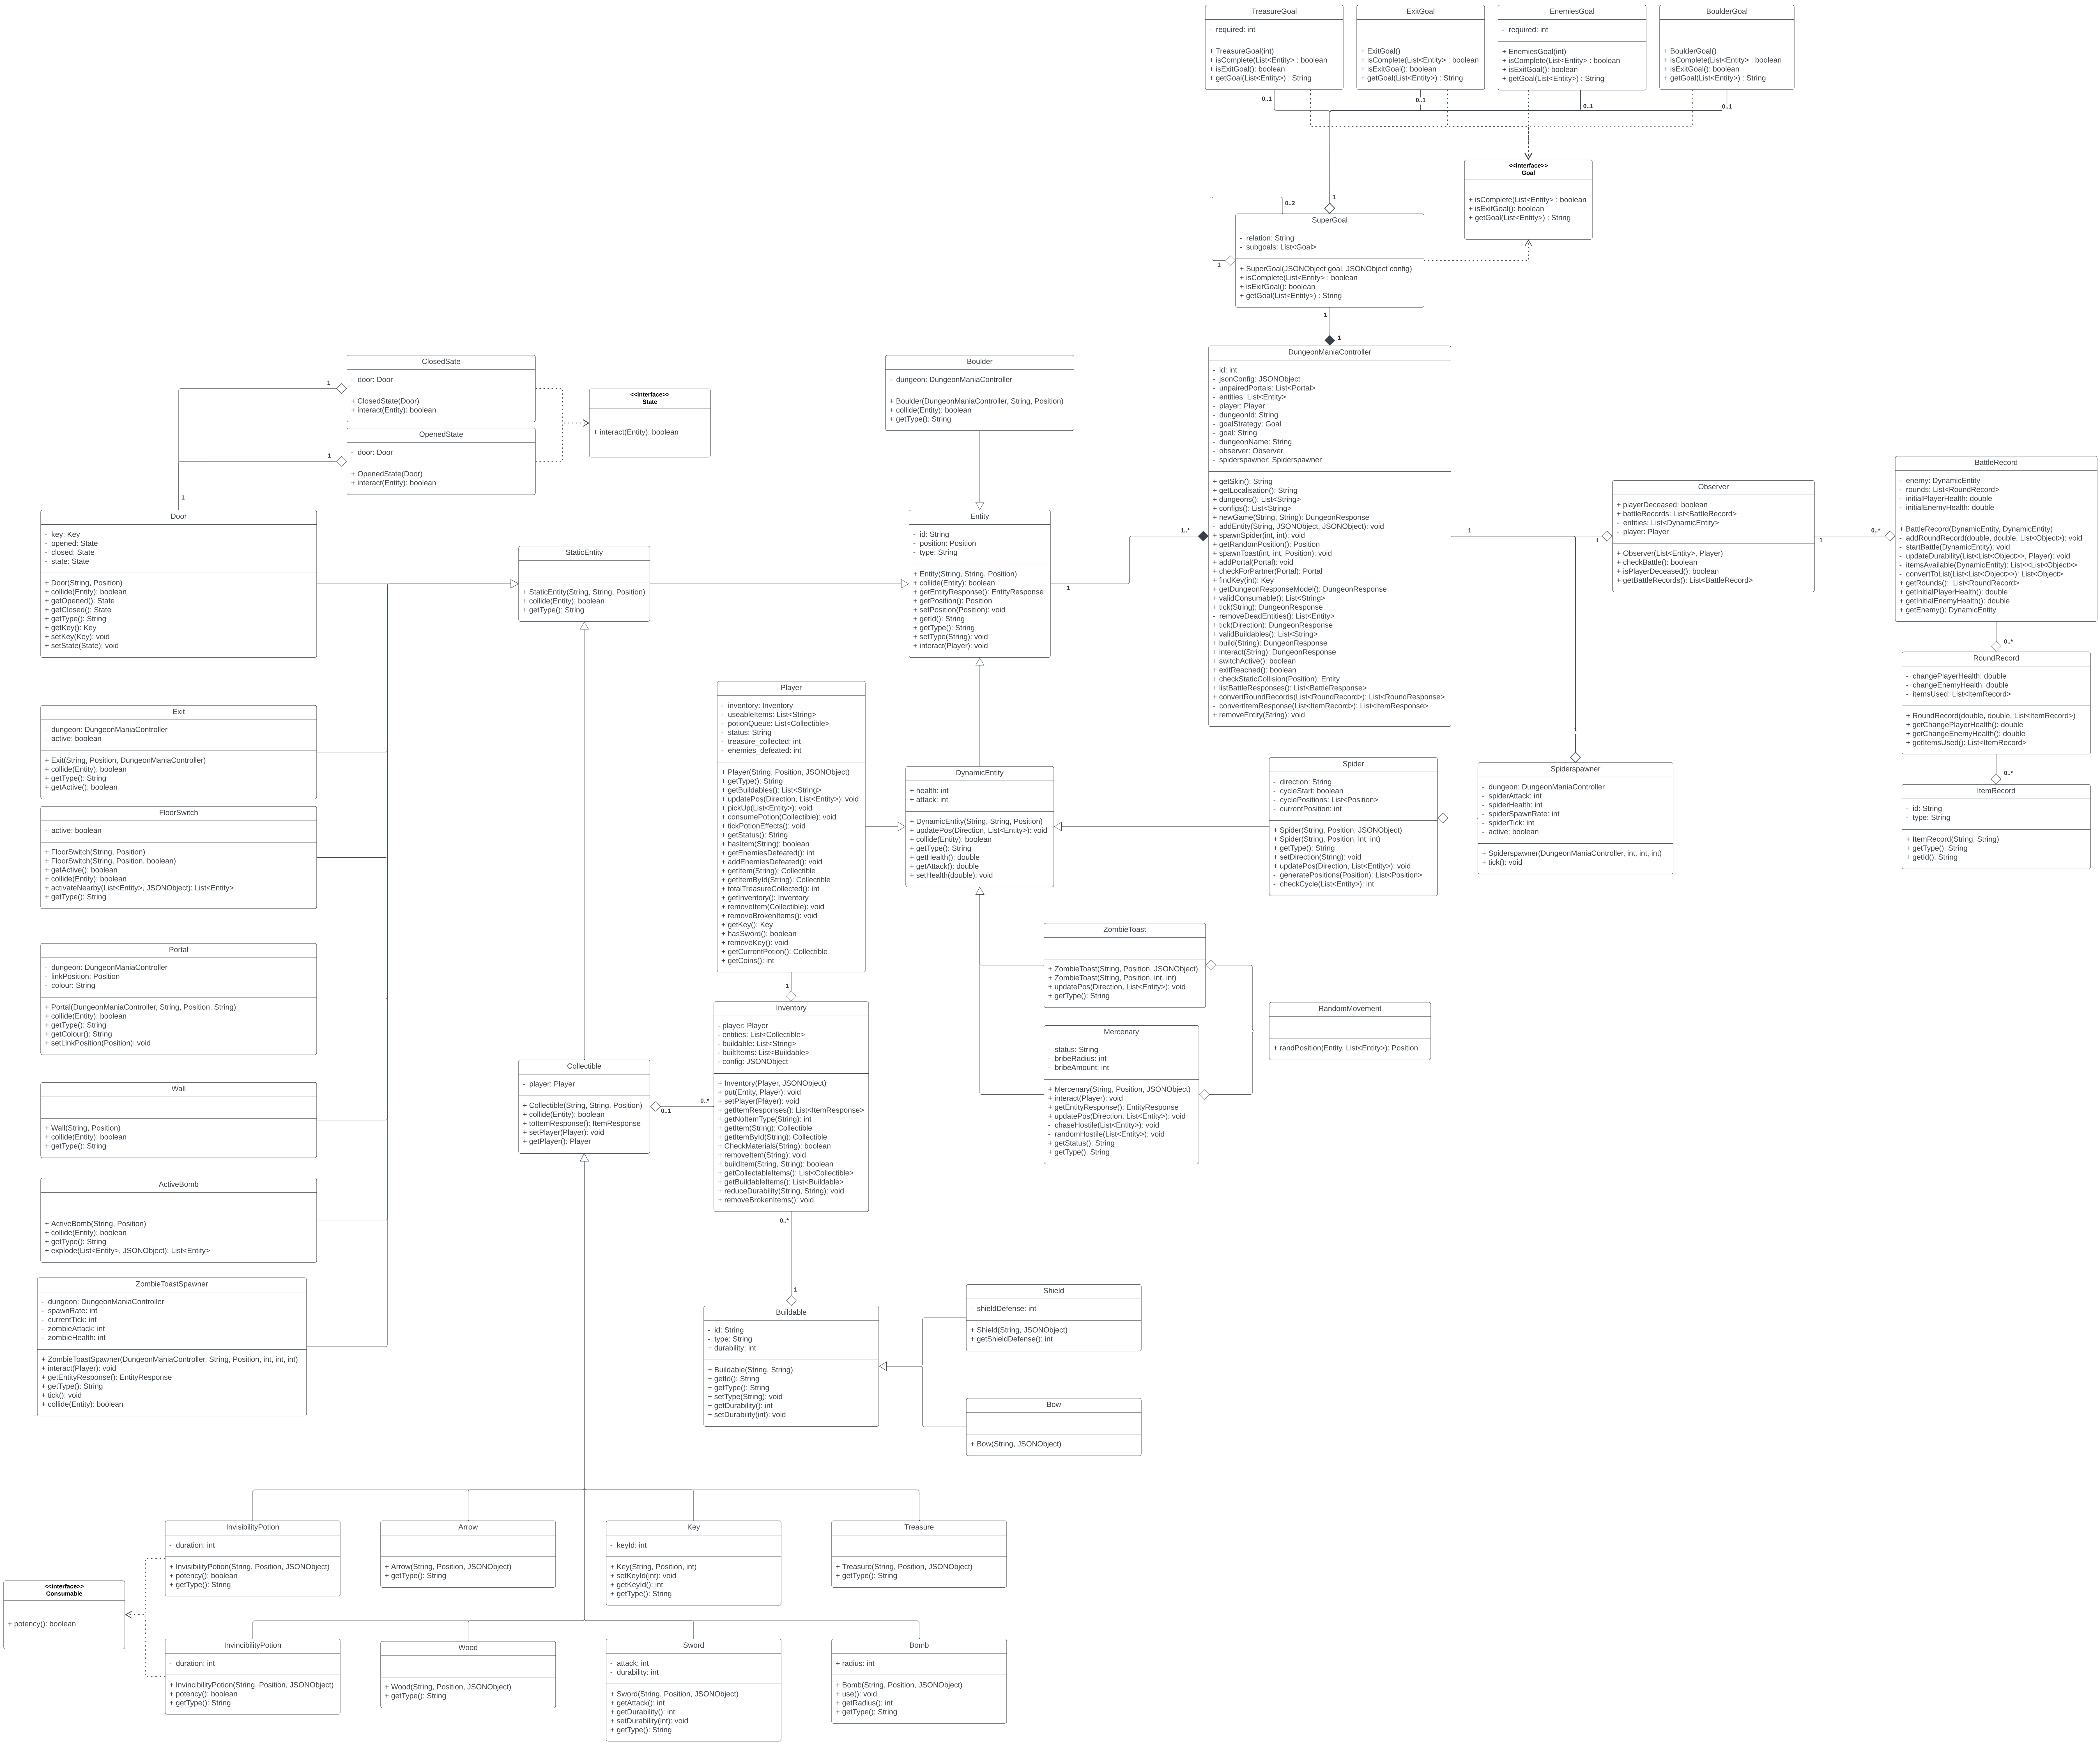 TreasureGoal
- required: int
+ TreasureGoal(int)
+ isComplete(List<Entity> : boolean
+ isExitGoal(): boolean
+ getGoal(List<Entity>) : String
0..1
ExitGoal
+ ExitGoal()
+ isComplete(List<Entity> : boolean
+ isExitGoal(): boolean
+ getGoal(List<Entity>) : String
0..1
EnemiesGoal
- required: int
+ EnemiesGoal(int)
+ isComplete(List<Entity> : boolean
+ isExitGoal(): boolean
+ getGoal(List<Entity>) : String
0..1
BoulderGoal
+ BoulderGoal()
+ isComplete(List<Entity> : boolean
+ isExitGoal(): boolean
+ getGoal(List<Entity>) : String
0..1
<<interface>>
Goal
+ isComplete(List<Entity> : boolean
+ isExitGoal(): boolean
+ getGoal(List<Entity>) : String
1
0..2
1
SuperGoal
- relation: String
- subgoals: List<Goal>
+ SuperGoal(JSONObject goal, JSONObject config)
+ isComplete(List<Entity> : boolean
+ isExitGoal(): boolean
+ getGoal(List<Entity>) : String
1
1
ClosedSate
- door: Door
+ ClosedState(Door)
+ interact(Entity): boolean
1
OpenedState
- door: Door
+ OpenedState(Door)
+ interact(Entity): boolean
1
1
<<interface>>
State
+ interact(Entity): boolean
Boulder
- dungeon: DungeonManiaController
+ Boulder(DungeonManiaController, String, Position)
+ collide(Entity): boolean
+ getType(): String
DungeonManiaController
- id: int
- jsonConfig: JSONObject
- unpairedPortals: List<Portal>
- entities: List<Entity>
- player: Player
- dungeonId: String
- goalStrategy: Goal
- goal: String
- dungeonName: String
- observer: Observer
- spiderspawner: Spiderspawner
+ getSkin(): String
+ getLocalisation(): String
+ dungeons(): List<String>
+ configs(): List<String>
+ newGame(String, String): DungeonResponse
- addEntity(String, JSONObject, JSONObject): void
+ spawnSpider(int, int): void
+ getRandomPosition(): Position
+ spawnToast(int, int, Position): void
+ addPortal(Portal): void
+ checkForPartner(Portal): Portal
+ findKey(int): Key
+ getDungeonResponseModel(): DungeonResponse
+ validConsumable(): List<String>
+ tick(String): DungeonResponse
- removeDeadEntities(): List<Entity>
+ tick(Direction): DungeonResponse
+ validBuildables(): List<String>
+ build(String): DungeonResponse
+ interact(String): DungeonResponse
+ switchActive(): boolean
+ exitReached(): boolean
+ checkStaticCollision(Position): Entity
+ listBattleResponses(): List<BattleResponse>
+ convertRoundRecords(List<RoundRecord>): List<RoundResponse>
- convertItemResponse(List<ItemRecord>): List<ItemResponse>
+ removeEntity(String): void
1..*
1
1
1
1
Observer
+ playerDeceased: boolean
+ battleRecords: List<BattleRecord>
- entities: List<DynamicEntity>
- player: Player
+ Observer(List<Entity>, Player)
+ checkBattle(): boolean
+ isPlayerDeceased(): boolean
+ getBattleRecords(): List<BattleRecord>
1
0..*
BattleRecord
- enemy: DynamicEntity
- rounds: List<RoundRecord>
- initialPlayerHealth: double
- initialEnemyHealth: double
+ BattleRecord(DynamicEntity, DynamicEntity)
- addRoundRecord(double, double, List<Object>): void
- startBattle(DynamicEntity): void
- updateDurability(List<List<Object>>, Player): void
- itemsAvailable(DynamicEntity): List<<List<Object>>
- convertToList(List<List<Object>>): List<Object>
+ getRounds(): List<RoundRecord>
+ getInitialPlayerHealth(): double
+ getInitialEnemyHealth(): double
+ getEnemy(): DynamicEntity
0..*
RoundRecord
- changePlayerHealth: double
- changeEnemyHealth: double
- itemsUsed: List<ItemRecord>
+ RoundRecord(double, double, List<ItemRecord>)
+ getChangePlayerHealth(): double
+ getChangeEnemyHealth(): double
+ getItemsUsed(): List<ItemRecord>
0..*
ItemRecord
- id: String
- type: String
+ ItemRecord(String, String)
+ getType(): String
+ getId(): String
Door
- key: Key
- opened: State
- closed: State
- state: State
+ Door(String, Position)
+ collide(Entity): boolean
+ getOpened(): State
+ getClosed(): State
+ getType(): String
+ getKey(): Key
+ setKey(Key): void
+ setState(State): void
StaticEntity
+ StaticEntity(String, String, Position)
+ collide(Entity): boolean
+ getType(): String
Entity
- id: String
- position: Position
- type: String
+ Entity(String, String, Position)
+ collide(Entity): boolean
+ getEntityResponse(): EntityResponse
+ getPosition(): Position
+ setPosition(Position): void
+ getId(): String
+ getType(): String
+ setType(String): void
+ interact(Player): void
Exit
- dungeon: DungeonManiaController
- active: boolean
+ Exit(String, Position, DungeonManiaController)
+ collide(Entity): boolean
+ getType(): String
+ getActive(): boolean
FloorSwitch
- active: boolean
+ FloorSwitch(String, Position)
+ FloorSwitch(String, Position, boolean)
+ getActive(): boolean
+ collide(Entity): boolean
+ activateNearby(List<Entity>, JSONObject): List<Entity>
+ getType(): String
Portal
- dungeon: DungeonManiaController
- linkPosition: Position
- colour: String
+ Portal(DungeonManiaController, String, Position, String)
+ collide(Entity): boolean
+ getType(): String
+ getColour(): String
+ setLinkPosition(Position): void
Wall
+ Wall(String, Position)
+ collide(Entity): boolean
+ getType(): String
ActiveBomb
+ ActiveBomb(String, Position)
+ collide(Entity): boolean
+ getType(): String
+ explode(List<Entity>, JSONObject): List<Entity>
ZombieToastSpawner
- dungeon: DungeonManiaController
- spawnRate: int
- currentTick: int
- zombieAttack: int
- zombieHealth: int
+ ZombieToastSpawner(DungeonManiaController, String, Position, int, int, int)
+ interact(Player): void
+ getEntityResponse(): EntityResponse
+ getType(): String
+ tick(): void
+ collide(Entity): boolean
Player
- inventory: Inventory
- useableItems: List<String>
- potionQueue: List<Collectible>
- status: String
- treasure_collected: int
- enemies_defeated: int
+ Player(String, Position, JSONObject)
+ getType(): String
+ getBuildables(): List<String>
+ updatePos(Direction, List<Entity>): void
+ pickUp(List<Entity>): void
+ consumePotion(Collectible): void
+ tickPotionEffects(): void
+ getStatus(): String
+ hasItem(String): boolean
+ getEnemiesDefeated(): int
+ addEnemiesDefeated(): void
+ getItem(String): Collectible
+ getItemById(String): Collectible
+ totalTreasureCollected(): int
+ getInventory(): Inventory
+ removeItem(Collectible): void
+ removeBrokenItems(): void
+ getKey(): Key
+ hasSword(): boolean
+ removeKey(): void
+ getCurrentPotion(): Collectible
+ getCoins(): int
1
DynamicEntity
+ health: int
+ attack: int
+ DynamicEntity(String, String, Position)
+ updatePos(Direction, List<Entity>): void
+ collide(Entity): boolean
+ getType(): String
+ getHealth(): double
+ getAttack(): double
+ setHealth(double): void
Spider
- direction: String
- cycleStart: boolean
- cyclePositions: List<Position>
- currentPosition: int
+ Spider(String, Position, JSONObject)
+ Spider(String, Position, int, int)
+ getType(): String
+ setDirection(String): void
+ updatePos(Direction, List<Entity>): void
- generatePositions(Position): List<Position>
- checkCycle(List<Entity>): int
1
Spiderspawner
- dungeon: DungeonManiaController
- spiderAttack: int
- spiderHealth: int
- spiderSpawnRate: int
- spiderTick: int
- active: boolean
+ Spiderspawner(DungeonManiaController, int, int, int)
+ tick(): void
ZombieToast
+ ZombieToast(String, Position, JSONObject)
+ ZombieToast(String, Position, int, int)
+ updatePos(Direction, List<Entity>): void
+ getType(): String
Mercenary
- status: String
- bribeRadius: int
- bribeAmount: int
+ Mercenary(String, Position, JSONObject)
+ interact(Player): void
+ getEntityResponse(): EntityResponse
+ updatePos(Direction, List<Entity>): void
- chaseHostile(List<Entity>): void
- randomHostile(List<Entity>): void
+ getStatus(): String
+ getType(): String
RandomMovement
+ randPosition(Entity, List<Entity>): Position
Collectible
- player: Player
+ Collectible(String, String, Position)
+ collide(Entity): boolean
+ toItemResponse(): ItemResponse
+ setPlayer(Player): void
+ getPlayer(): Player
0..1
0..*
Inventory
- player: Player
- entities: List<Collectible>
- buildable: List<String>
- builtItems: List<Buildable>
- config: JSONObject
+ Inventory(Player, JSONObject)
+ put(Entity, Player): void
+ setPlayer(Player): void
+ getItemResponses(): List<ItemResponse>
+ getNoItemType(String): int
+ getItem(String): Collectible
+ getItemById(String): Collectible
+ CheckMaterials(String): boolean
+ removeItem(String): void
+ buildItem(String, String): boolean
+ getCollectableItems(): List<Collectible>
+ getBuildableItems(): List<Buildable>
+ reduceDurability(String, String): void
+ removeBrokenItems(): void
0..*
1
Buildable
- id: String
- type: String
+ durability: int
+ Buildable(String, String)
+ getId(): String
+ getType(): String
+ setType(String): void
+ getDurability(): int
+ setDurability(int): void
Shield
- shieldDefense: int
+ Shield(String, JSONObject)
+ getShieldDefense(): int
Bow
+ Bow(String, JSONObject)
<<interface>>
Consumable
+ potency(): boolean
InvisibilityPotion
- duration: int
+ InvisibilityPotion(String, Position, JSONObject)
+ potency(): boolean
+ getType(): String
Arrow
+ Arrow(String, Position, JSONObject)
+ getType(): String
Key
- keyId: int
+ Key(String, Position, int)
+ setKeyId(int): void
+ getKeyId(): int
+ getType(): String
Treasure
+ Treasure(String, Position, JSONObject)
+ getType(): String
InvincibilityPotion
- duration: int
+ InvincibilityPotion(String, Position, JSONObject)
+ potency(): boolean
+ getType(): String
Wood
+ Wood(String, Position, JSONObject)
+ getType(): String
Sword
- attack: int
- durability: int
+ Sword(String, Position, JSONObject)
+ getAttack(): int
+ getDurability(): int
+ setDurability(int): void
+ getType(): String
Bomb
+ radius: int
+ Bomb(String, Position, JSONObject)
+ use(): void
+ getRadius(): int
+ getType(): String